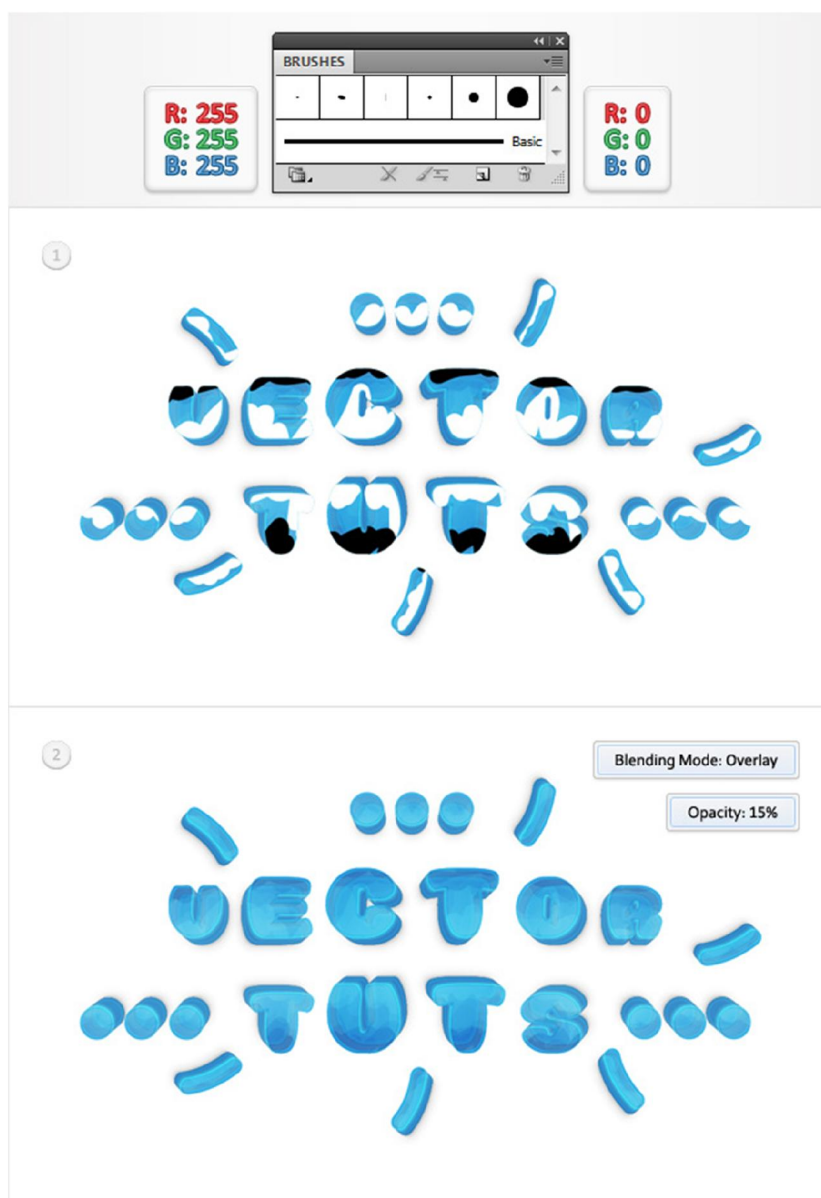 BRUSHES
R: 255
G: 255
B: 255
Basic
R: 0
G: 0
B: 0
1
VECTOR
TUTS
2
Blending Mode: Overlay
Opacity: 15%
VECTOR
TUTS